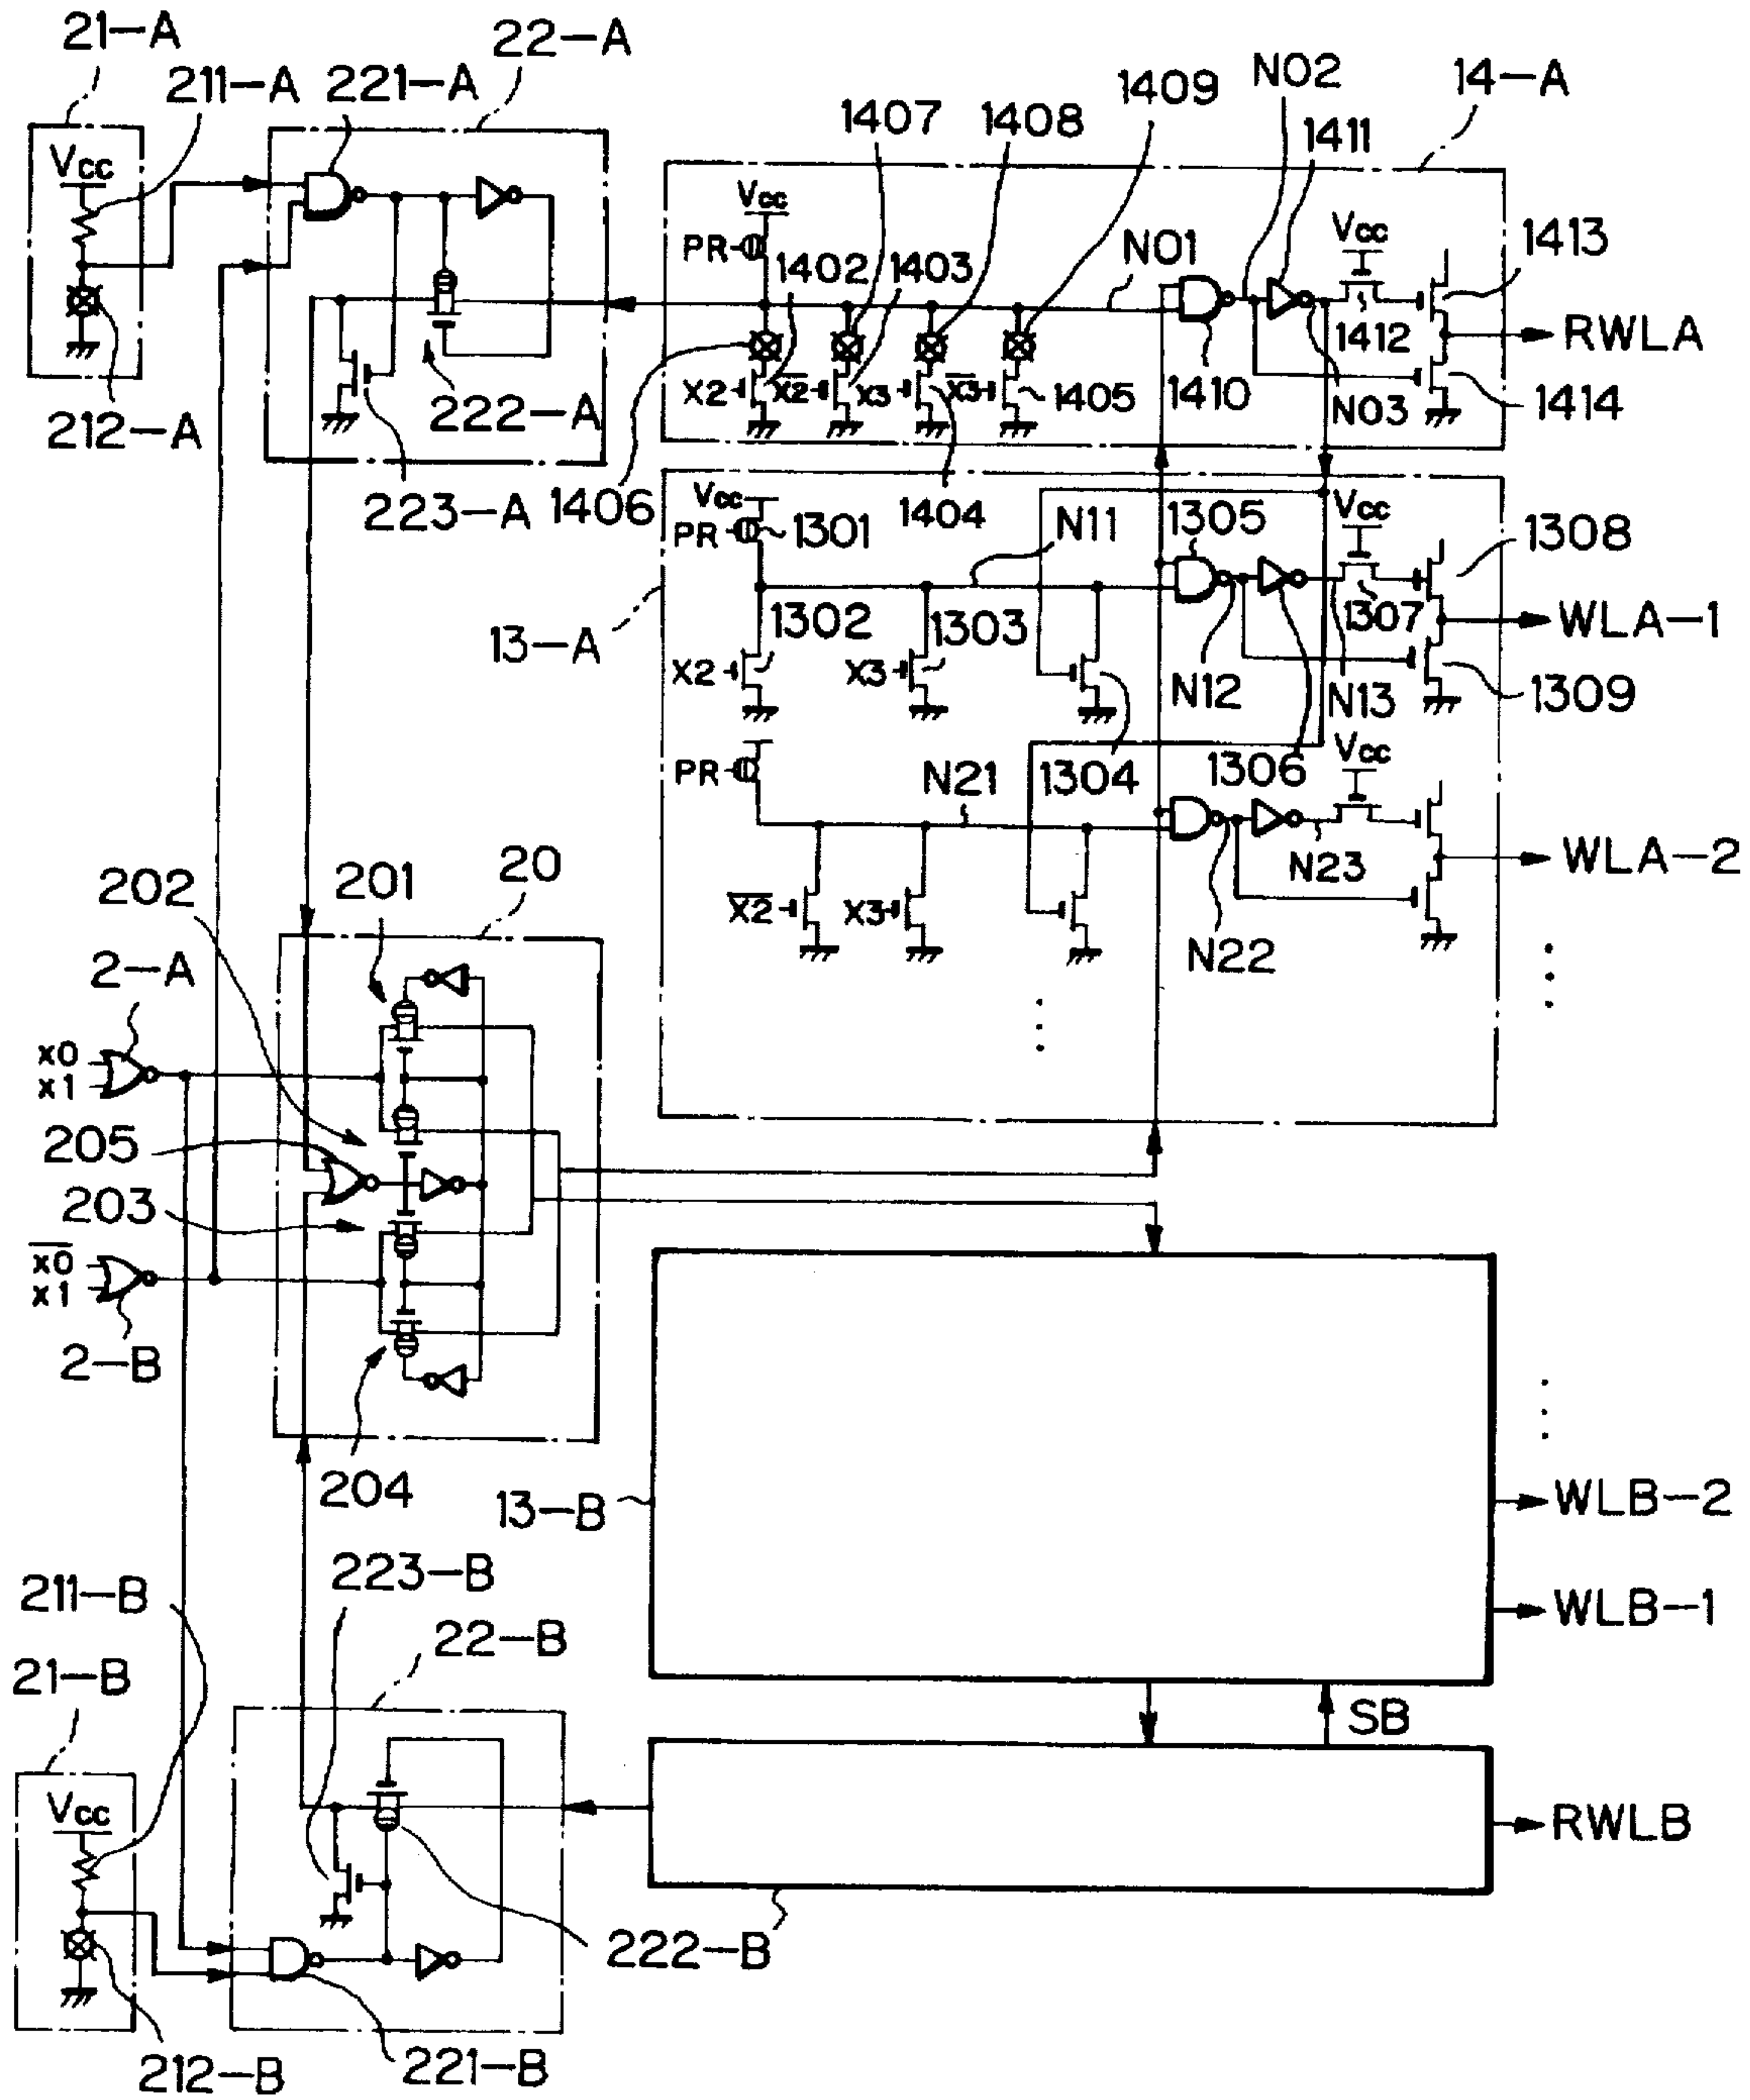 21-A
22-A
211-A
221-A
1407
1408
1409
N02
14-A
1411
Vcc
Vcc
PR
1402
1403
N01
Vcc
1413
RWLA
1412
X2
X2
X3
X3
1405
1410
N03
1414
212-A
222-A
223-A
1406
1404
Vcc
PR
1301
N11
1305
Vcc
1308
13-A
1302
1303
1307
WLA-1
X2
X3
N12
N13
1309
PR
N21
1304
1306
Vcc
N23
WLA-2
X2
X3
N22
202
201
20
2-A
x0
x1
205
203
x0
x1
2-B
204
13-B
WLB-2
WLB-1
223-B
211-B
22-B
21-B
SB
Vcc
RWLB
222-B
212-B
221-B